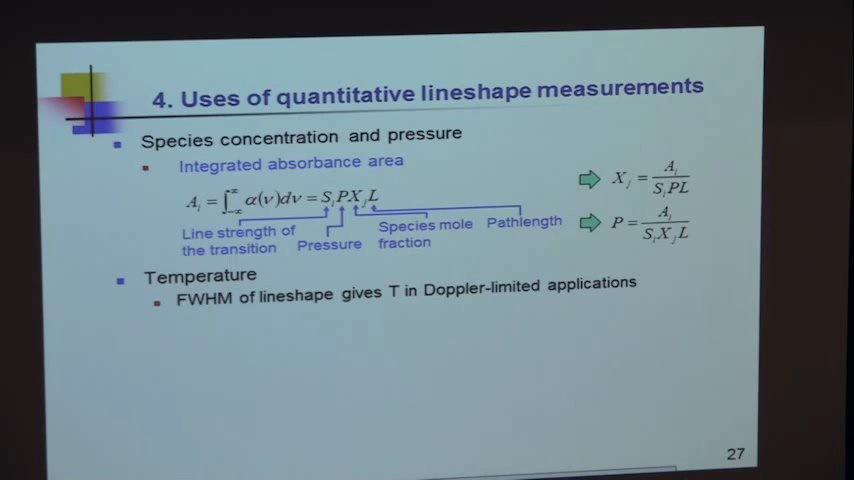 4. Uses of quantitative lineshape measurements
Species concentration and pressure
Integrated absorbance area
A_i = ∫_{-∞}^{∞} α(ν)dν = S_i P X_j L
Line strength of the transition
Pressure
Species mole fraction
Pathlength
X_j = A_i / S_i PL
P = A_i / S_i X_j L
Temperature
FWHM of lineshape gives T in Doppler-limited applications
27